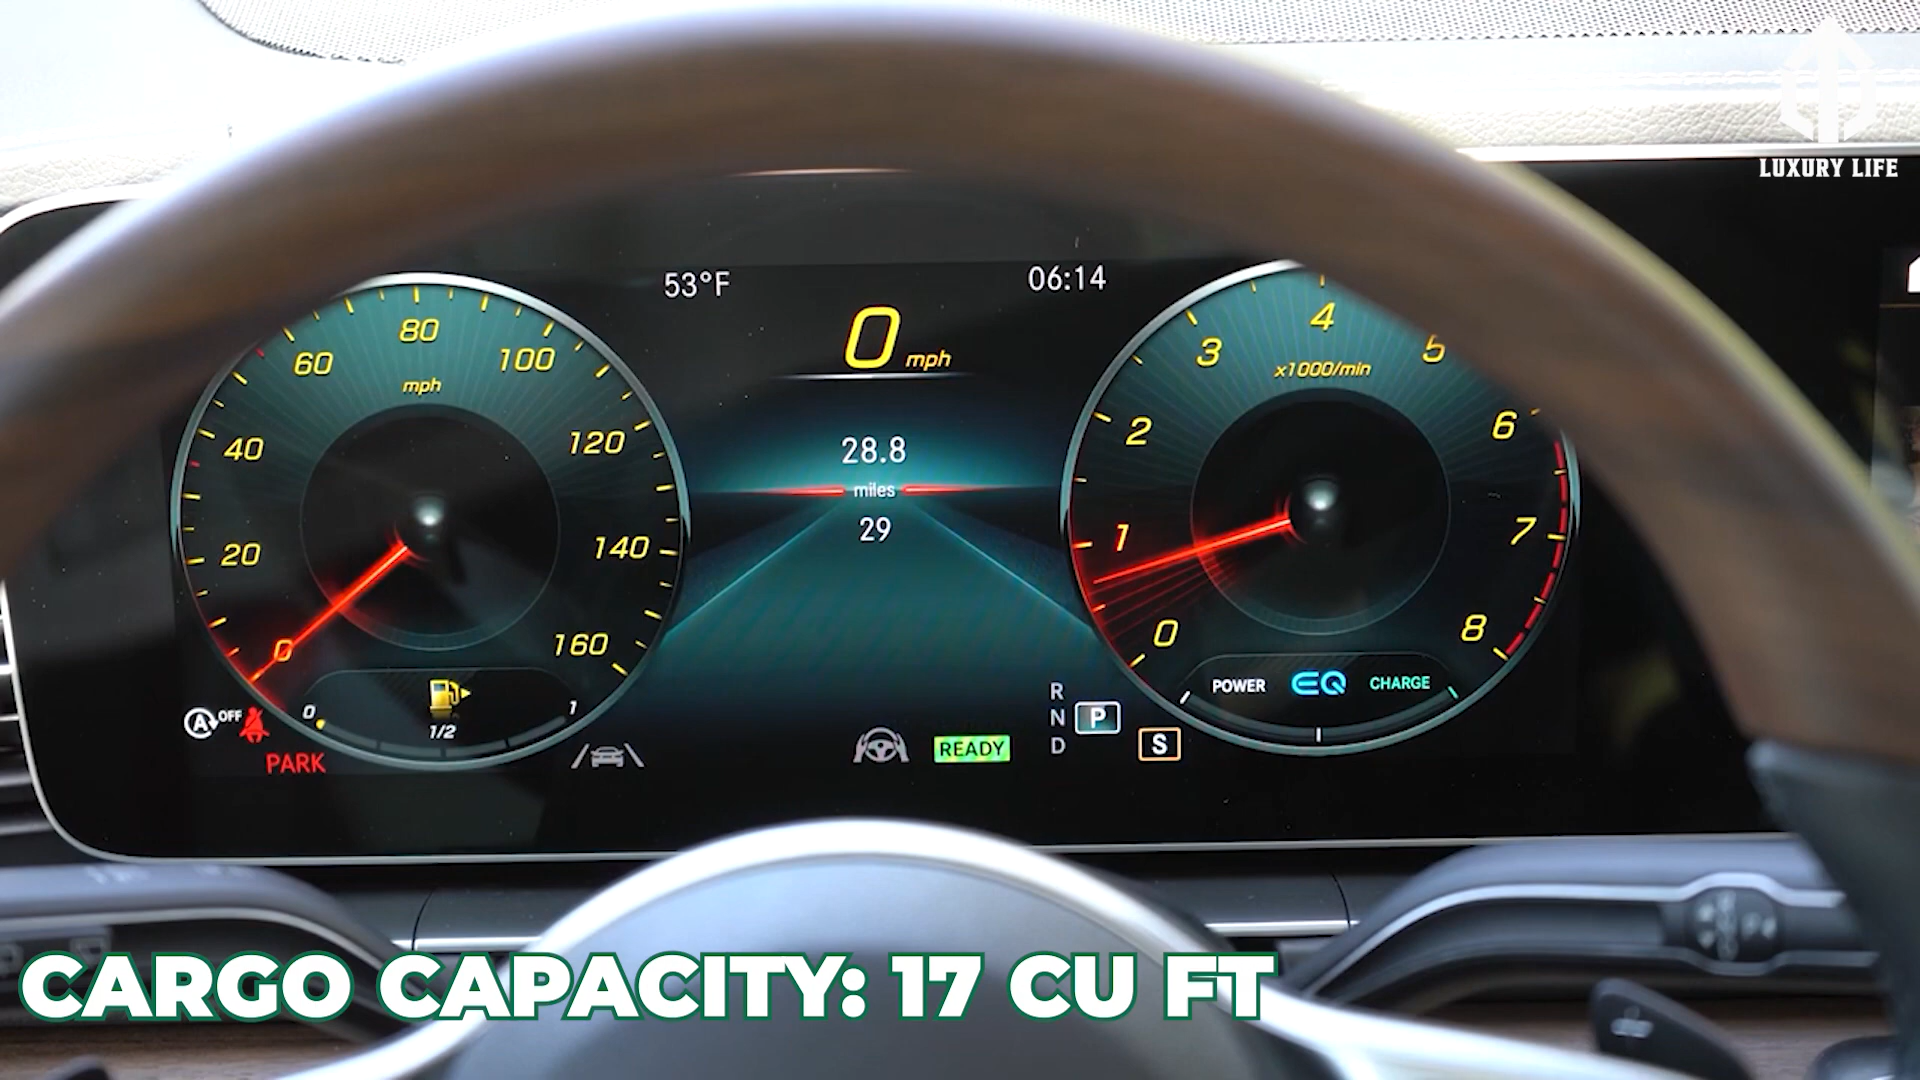 LUXURY LIFE
53°F
06:14
0 mph
80
60
100
mph
40
120
20
140
0
160
28.8
miles
29
4
3
5
x1000/min
2
6
1
7
0
8
POWER EQ CHARGE
A OFF
0
1/2
1
PARK
READY
R
N
P
D
S
CARGO CAPACITY: 17 CU FT